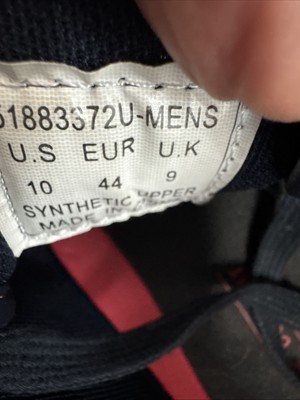 51883372U-MENS
U.S EUR U.K
10 44 9
SYNTHETIC UPPER
MADE IN